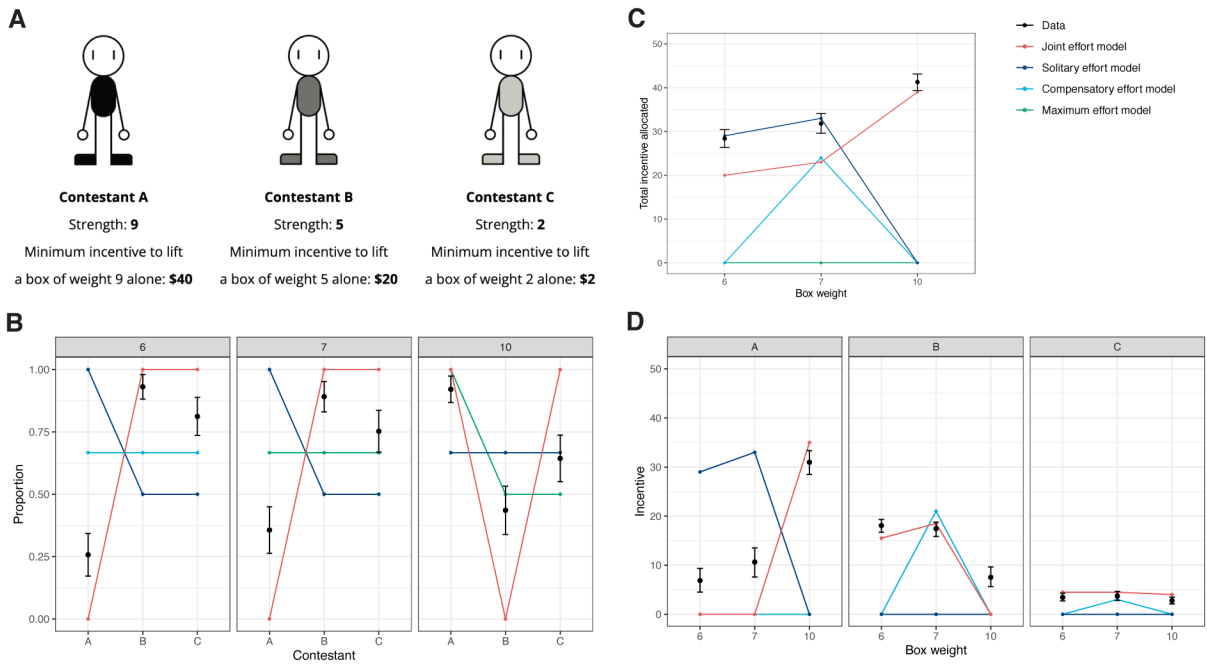 A
Contestant A
Strength: 9
Minimum incentive to lift
a box of weight 9 alone: $40
Contestant B
Strength: 5
Minimum incentive to lift
a box of weight 5 alone: $20
Contestant C
Strength: 2
Minimum incentive to lift
a box of weight 2 alone: $2
C
50
40
30
20
10
0
Total incentive allocated
6
7
10
Box weight
Data
Joint effort model
Solitary effort model
Compensatory effort model
Maximum effort model
B
6
7
10
1.00
0.75
0.50
0.25
0.00
Proportion
A
B
C
A
B
C
A
B
C
Contestant
D
A
B
C
50
40
30
20
10
0
Incentive
6
7
10
6
7
10
6
7
10
Box weight